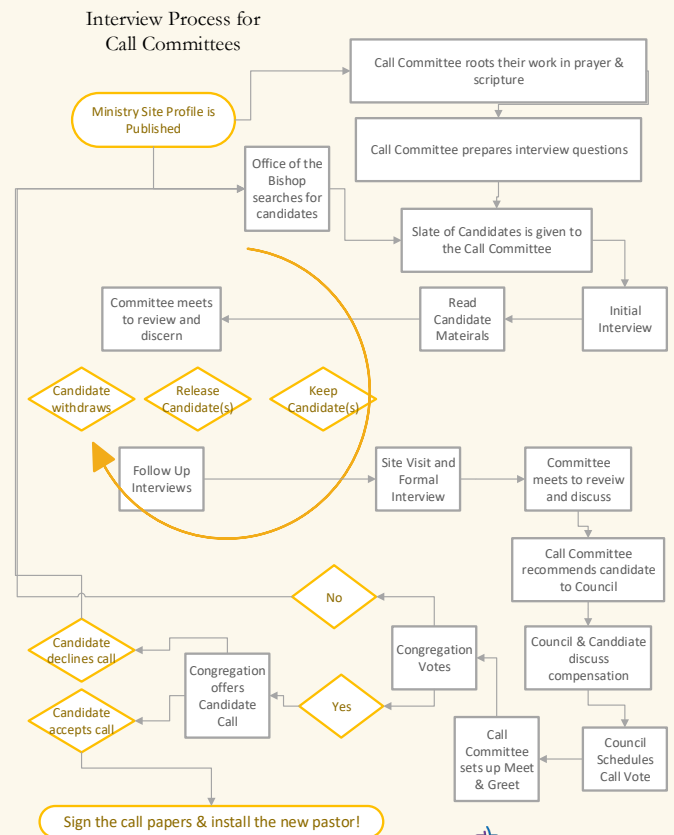 Interview Process for
Call Committees
Call Committee roots their work in prayer &
scripture
Ministry Site Profile is
Published
Call Committee prepares interview questions
Office of the
Bishop
searches for
candidates
Slate of Candidates is given to
the Call Committee
Committee meets
to review and
discern
Read
Candidate
Mateirals
Initial
Interview
Candidate
withdraws
Release
Candidate(s)
Keep
Candidate(s)
Follow Up
Interviews
Site Visit and
Formal
Interview
Committee
meets to reveiw
and discuss
Call Committee
recommends candidate
to Council
No
Candidate
declines call
Congregation
offers
Candidate
Call
Congregation
Votes
Council & Canddiate
discuss
compensation
Candidate
accepts call
Yes
Call
Committee
sets up Meet
& Greet
Council
Schedules
Call Vote
Sign the call papers & install the new pastor!